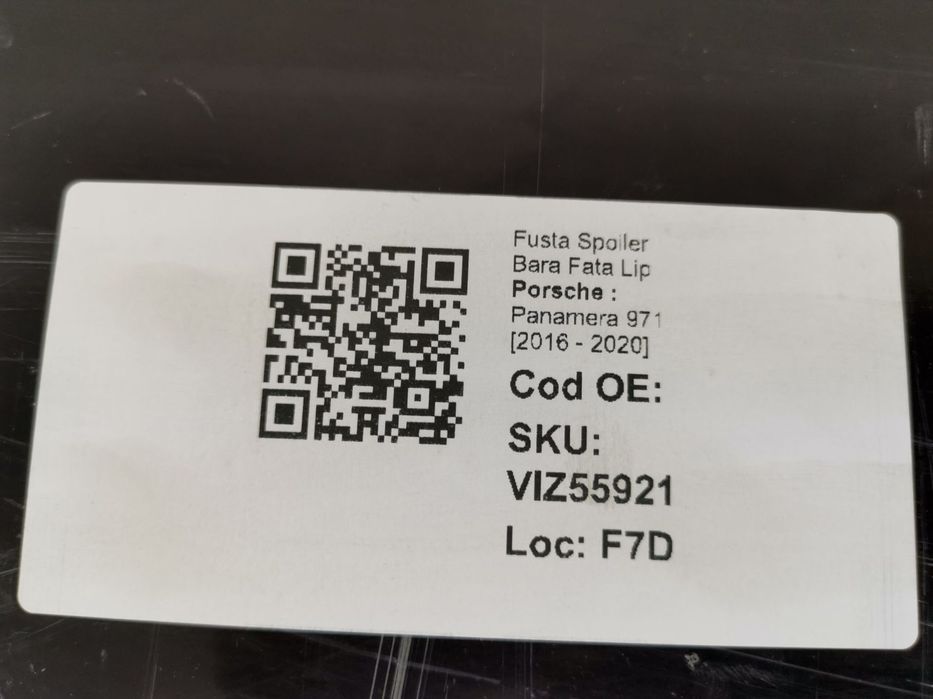 Fusta Spoiler
Bara Fata Lip
Porsche :
Panamera 971
[2016 - 2020]
Cod OE:
SKU:
VIZ55921
Loc: F7D